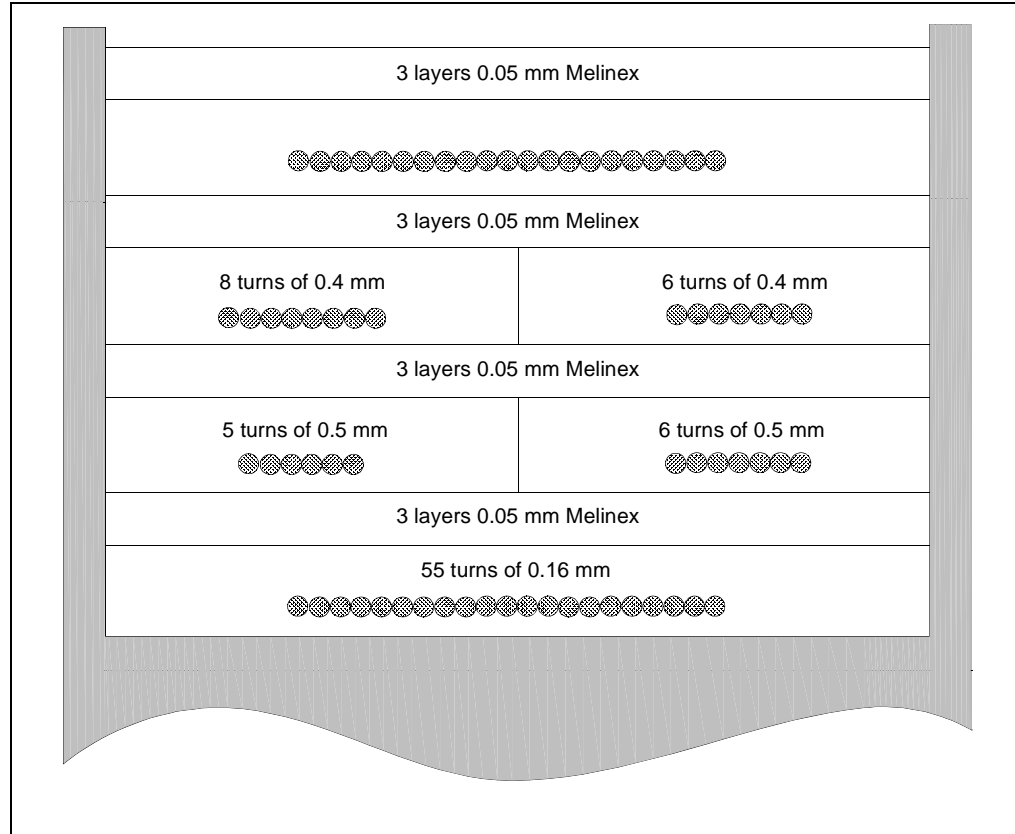 3 layers 0.05 mm Melinex
3 layers 0.05 mm Melinex
8 turns of 0.4 mm
6 turns of 0.4 mm
3 layers 0.05 mm Melinex
5 turns of 0.5 mm
6 turns of 0.5 mm
3 layers 0.05 mm Melinex
55 turns of 0.16 mm